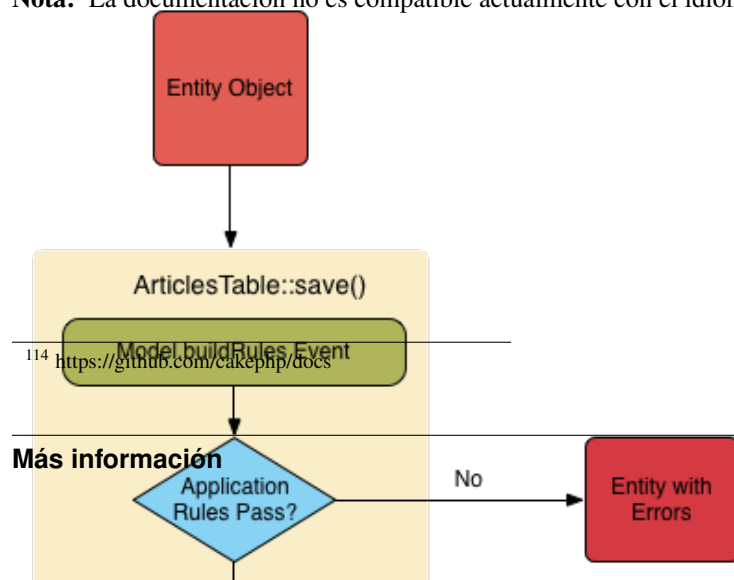 Nota: La documentación no es compatible actualmente con el idiom
Entity Object
ArticlesTable::save()
Model.buildRules Event
114 https://github.com/cakephp/docs
Más información
Application
Rules Pass?
No
Entity with
Errors